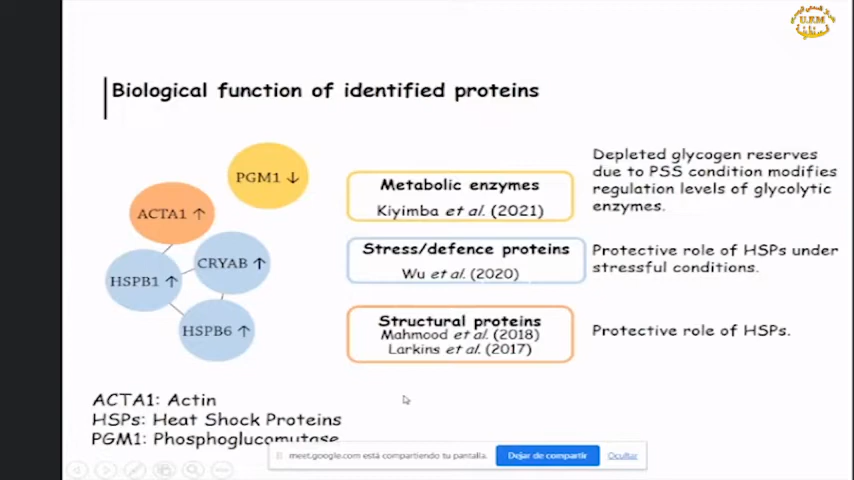 U.K.M
Biological function of identified proteins
PGM1 ↓
ACTA1 ↑
CRYAB ↑
HSPB1 ↑
HSPB6 ↑
Metabolic enzymes
Kiyimba et al. (2021)
Depleted glycogen reserves
due to PSS condition modifies
regulation levels of glycolytic
enzymes.
Stress/defence proteins
Wu et al. (2020)
Protective role of HSPs under
stressful conditions.
Structural proteins
Mahmood et al. (2018)
Larkins et al. (2017)
Protective role of HSPs.
ACTA1: Actin
HSPs: Heat Shock Proteins
PGM1: Phosphoglucomutase
meet.google.com está compartiendo tu pantalla.
Dejar de compartir
Ocultar